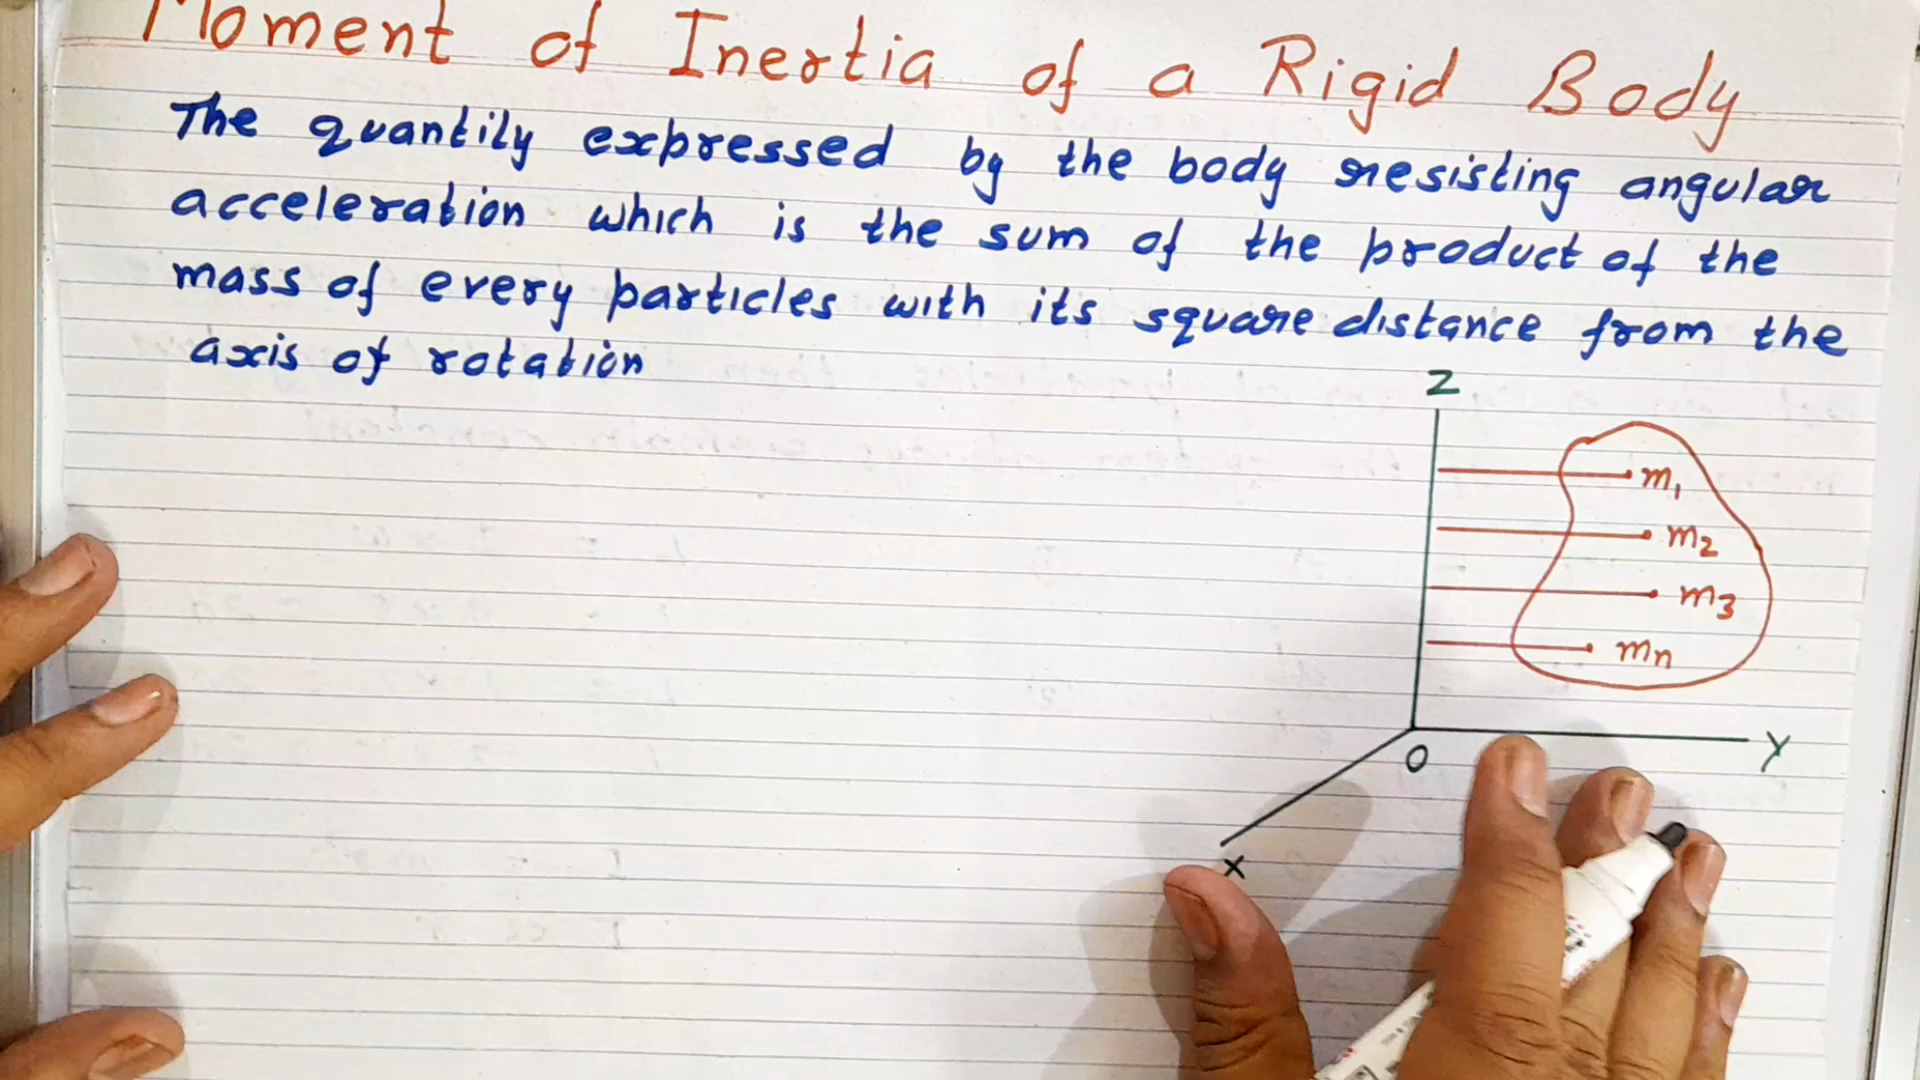 Moment of Inertia of a Rigid Body
The quantily expressed by the body resisting angular
acceleration which is the sum of the product of the
mass of every particles with its square distance from the
axis of rotation
Z
m1
m2
m3
mn
O
Y
X